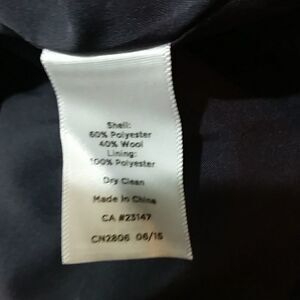 Shell:
60% Polyester
40% Wool
Lining:
100% Polyester
Dry Clean
Made in China
CA #23147
CN2806 06/15